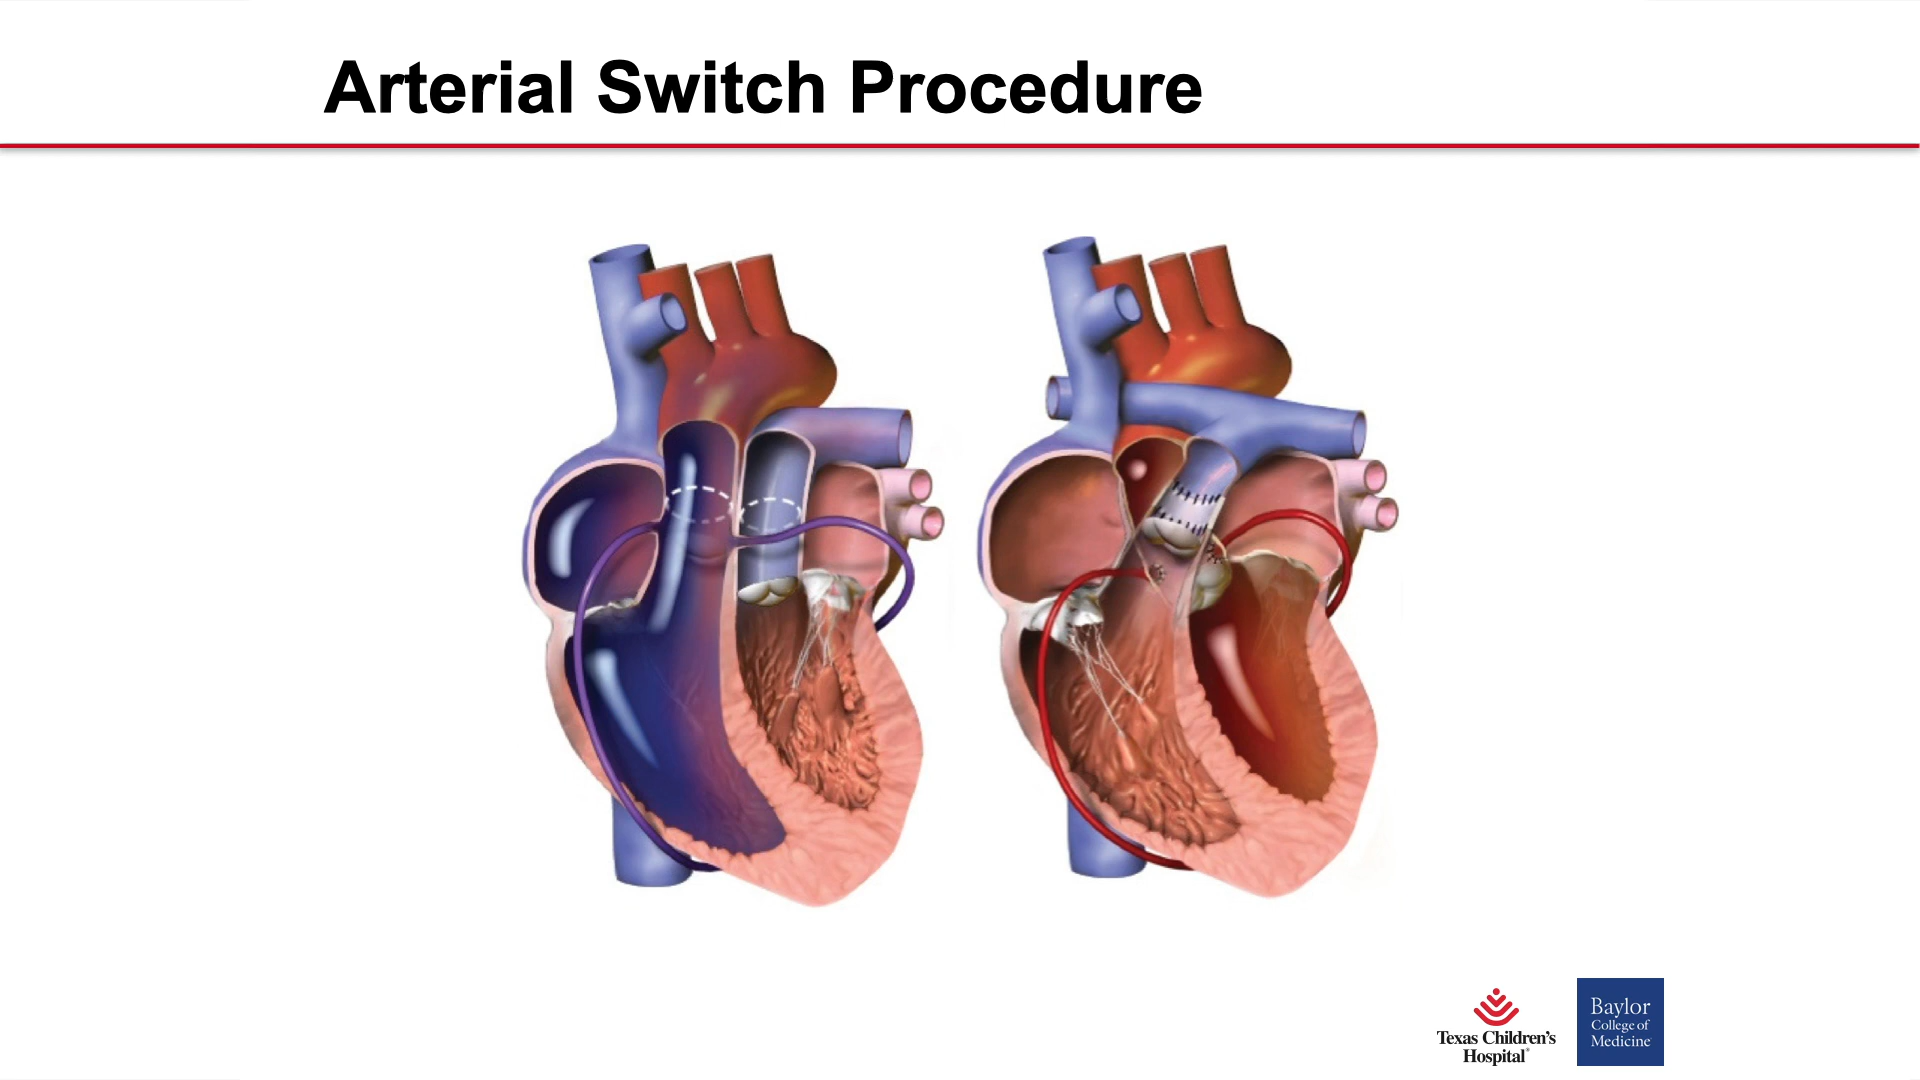 Arterial Switch Procedure
Texas Children's
Hospital®
Baylor
College of
Medicine